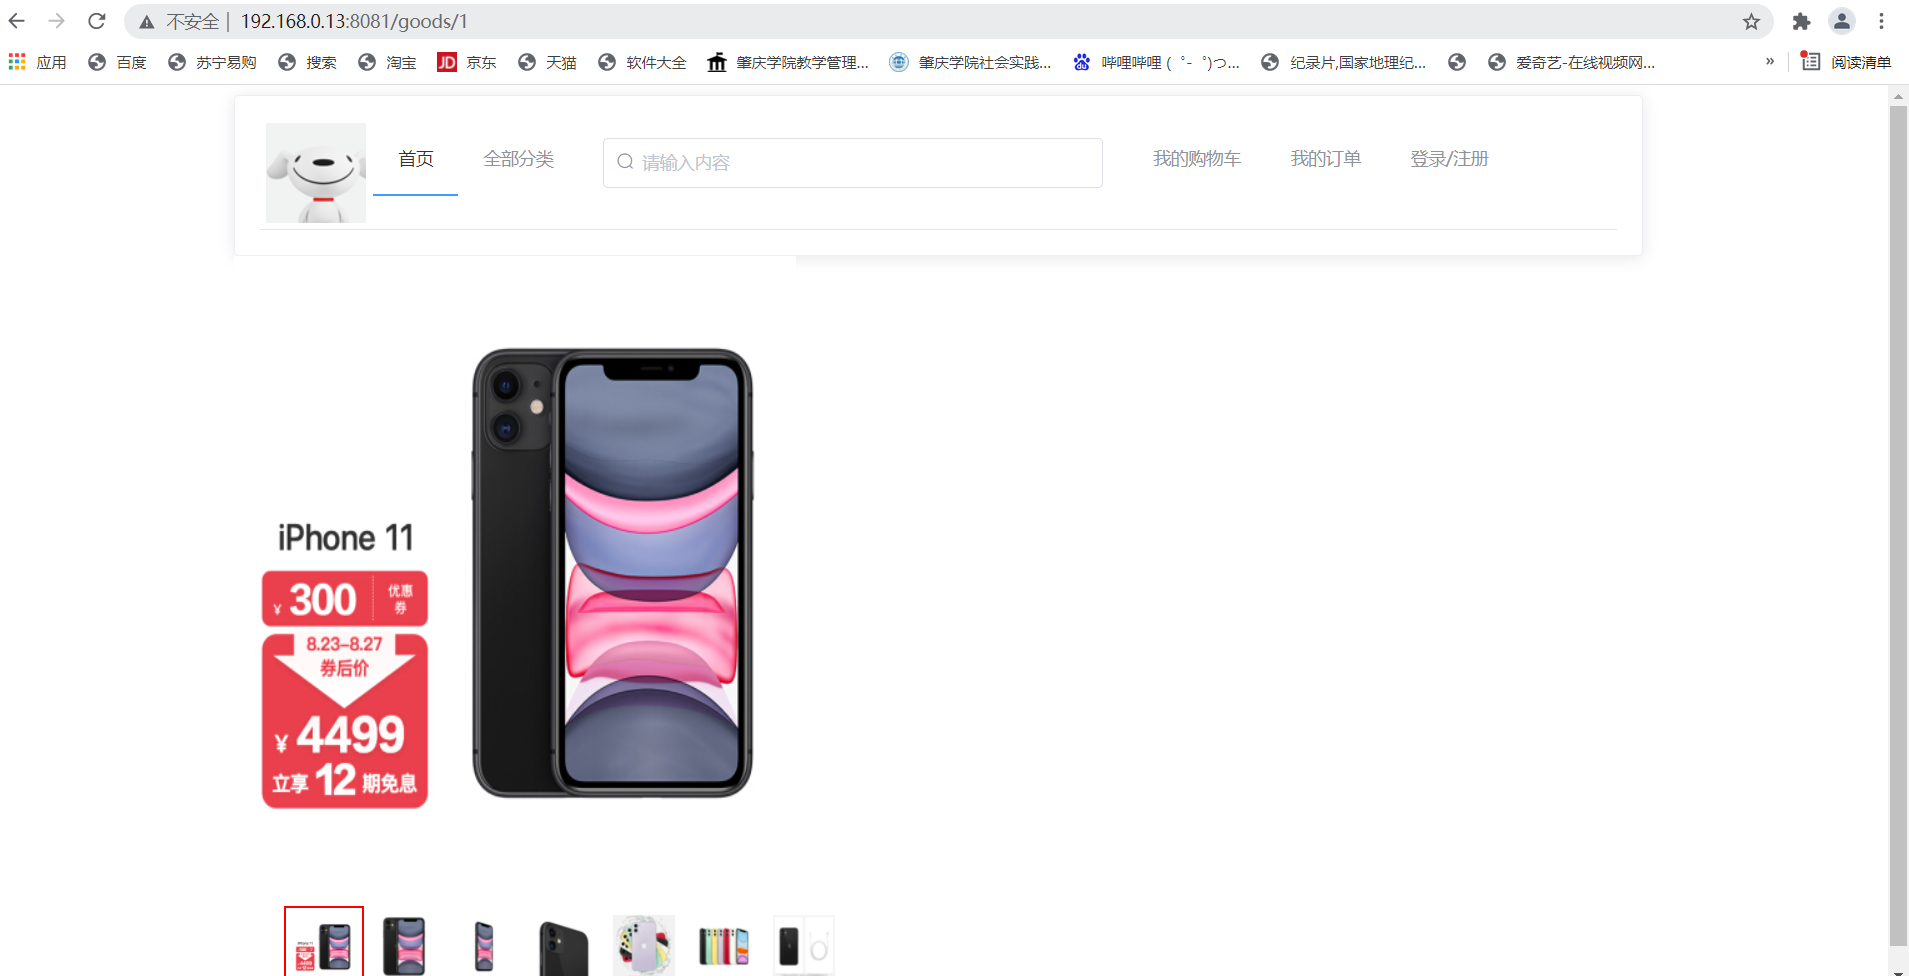 不安全 | 192.168.0.13:8081/goods/1
应用 百度 苏宁易购 搜索 淘宝 JD 京东 天猫 软件大全 肇庆学院教学管理... 肇庆学院社会实践... 哔哩哔哩 (゜-゜)つ... 纪录片,国家地理纪... 爱奇艺-在线视频网... » 阅读清单
首页 全部分类 请输入内容 我的购物车 我的订单 登录/注册
iPhone 11
¥ 300 优惠券
8.23-8.27
券后价
¥ 4499
立享 12 期免息